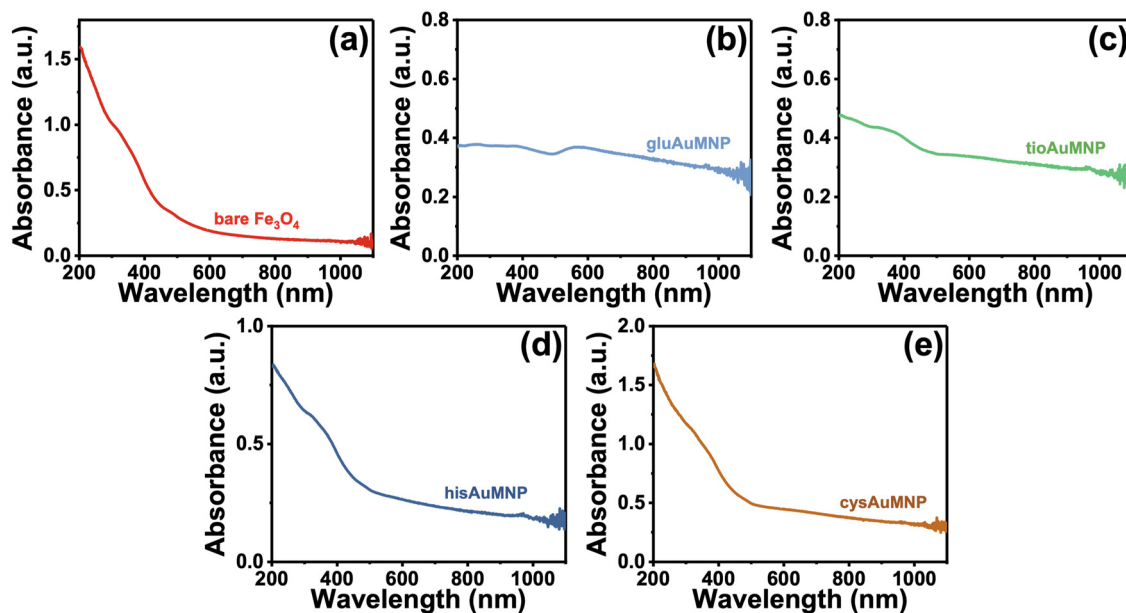 (a)
Absorbance (a.u.)
1.5
1.0
0.5
0.0
bare Fe₃O₄
200 400 600 800 1000
Wavelength (nm)
(b)
Absorbance (a.u.)
0.8
0.6
0.4
0.2
0.0
gluAuMNP
200 400 600 800 1000
Wavelength (nm)
(c)
Absorbance (a.u.)
0.8
0.6
0.4
0.2
0.0
tioAuMNP
200 400 600 800 1000
Wavelength (nm)
(d)
Absorbance (a.u.)
1.0
0.5
0.0
hisAuMNP
200 400 600 800 1000
Wavelength (nm)
(e)
Absorbance (a.u.)
2.0
1.5
1.0
0.5
0.0
cysAuMNP
200 400 600 800 1000
Wavelength (nm)